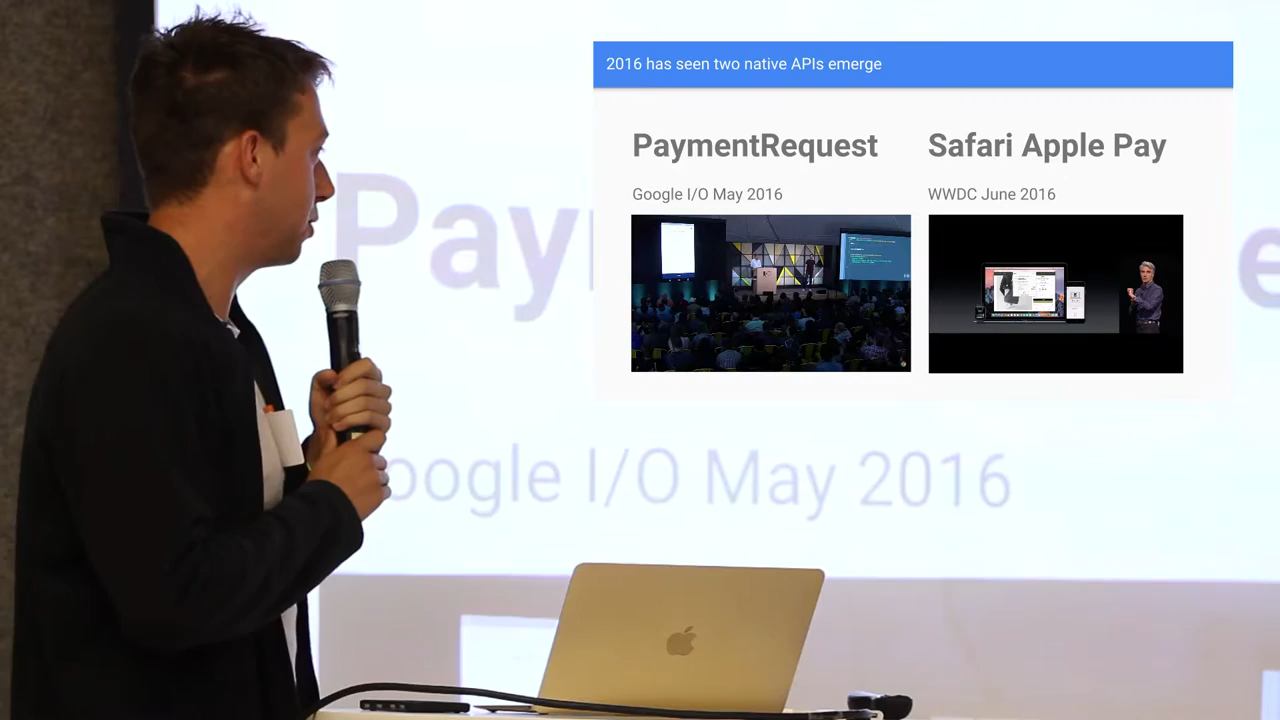 2016 has seen two native APIs emerge
PaymentRequest
Safari Apple Pay
Google I/O May 2016
WWDC June 2016
Pay
oogle I/O May 2016